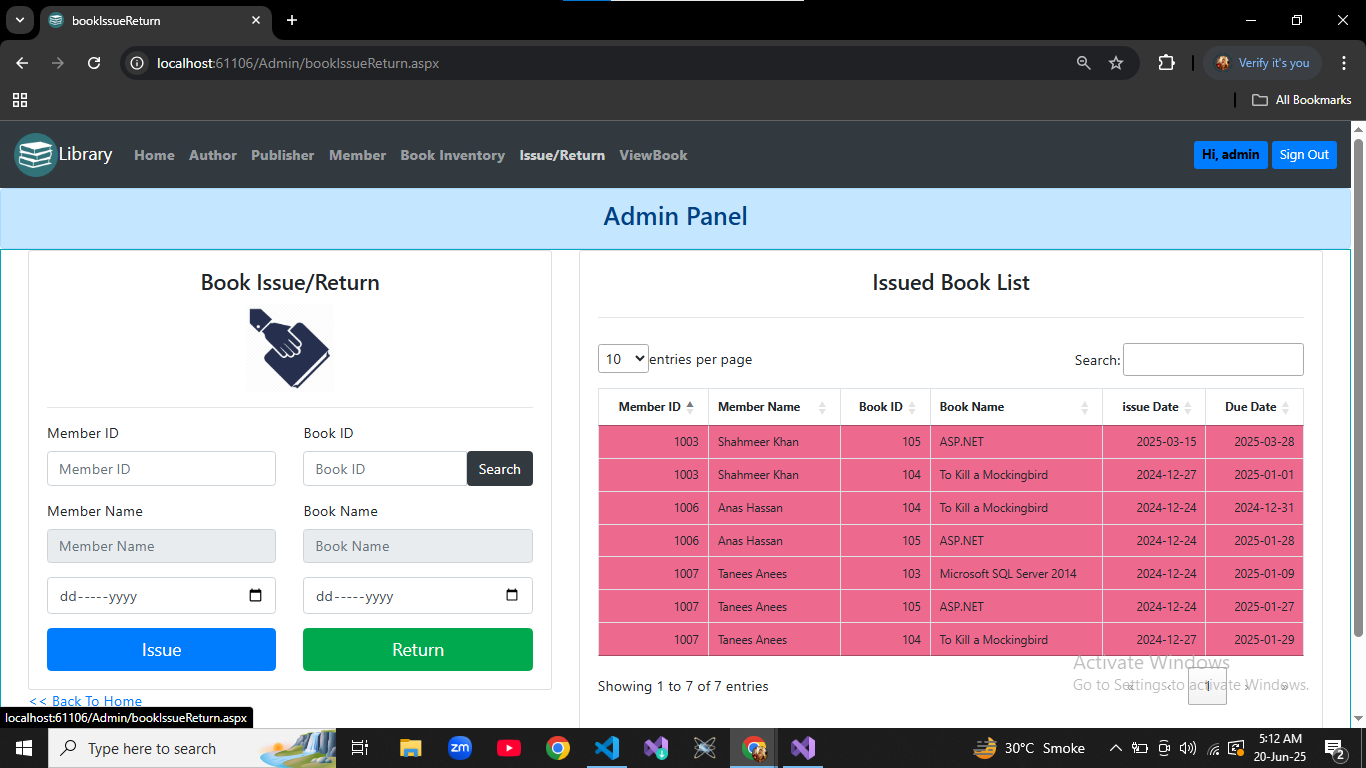 bookIssueReturn
localhost:61106/Admin/bookIssueReturn.aspx
Verify it's you
All Bookmarks
Library Home Author Publisher Member Book Inventory Issue/Return ViewBook Hi, admin Sign Out
Admin Panel
Book Issue/Return
Member ID Book ID
Member ID Book ID Search
Member Name Book Name
Member Name Book Name
dd-----yyyy dd-----yyyy
Issue Return
<< Back To Home
Issued Book List
10 entries per page Search:
Member ID Member Name Book ID Book Name issue Date Due Date
1003 Shahmeer Khan 105 ASP.NET 2025-03-15 2025-03-28
1003 Shahmeer Khan 104 To Kill a Mockingbird 2024-12-27 2025-01-01
1006 Anas Hassan 104 To Kill a Mockingbird 2024-12-24 2024-12-31
1006 Anas Hassan 105 ASP.NET 2024-12-24 2025-01-28
1007 Tanees Anees 103 Microsoft SQL Server 2014 2024-12-24 2025-01-09
1007 Tanees Anees 105 ASP.NET 2024-12-24 2025-01-27
1007 Tanees Anees 104 To Kill a Mockingbird 2024-12-27 2025-01-29
Showing 1 to 7 of 7 entries « ‹ 1 › »
Activate Windows
Go to Settings to activate Windows.
localhost:61106/Admin/bookIssueReturn.aspx
Type here to search
zm
30°C Smoke
5:12 AM
20-Jun-25
2